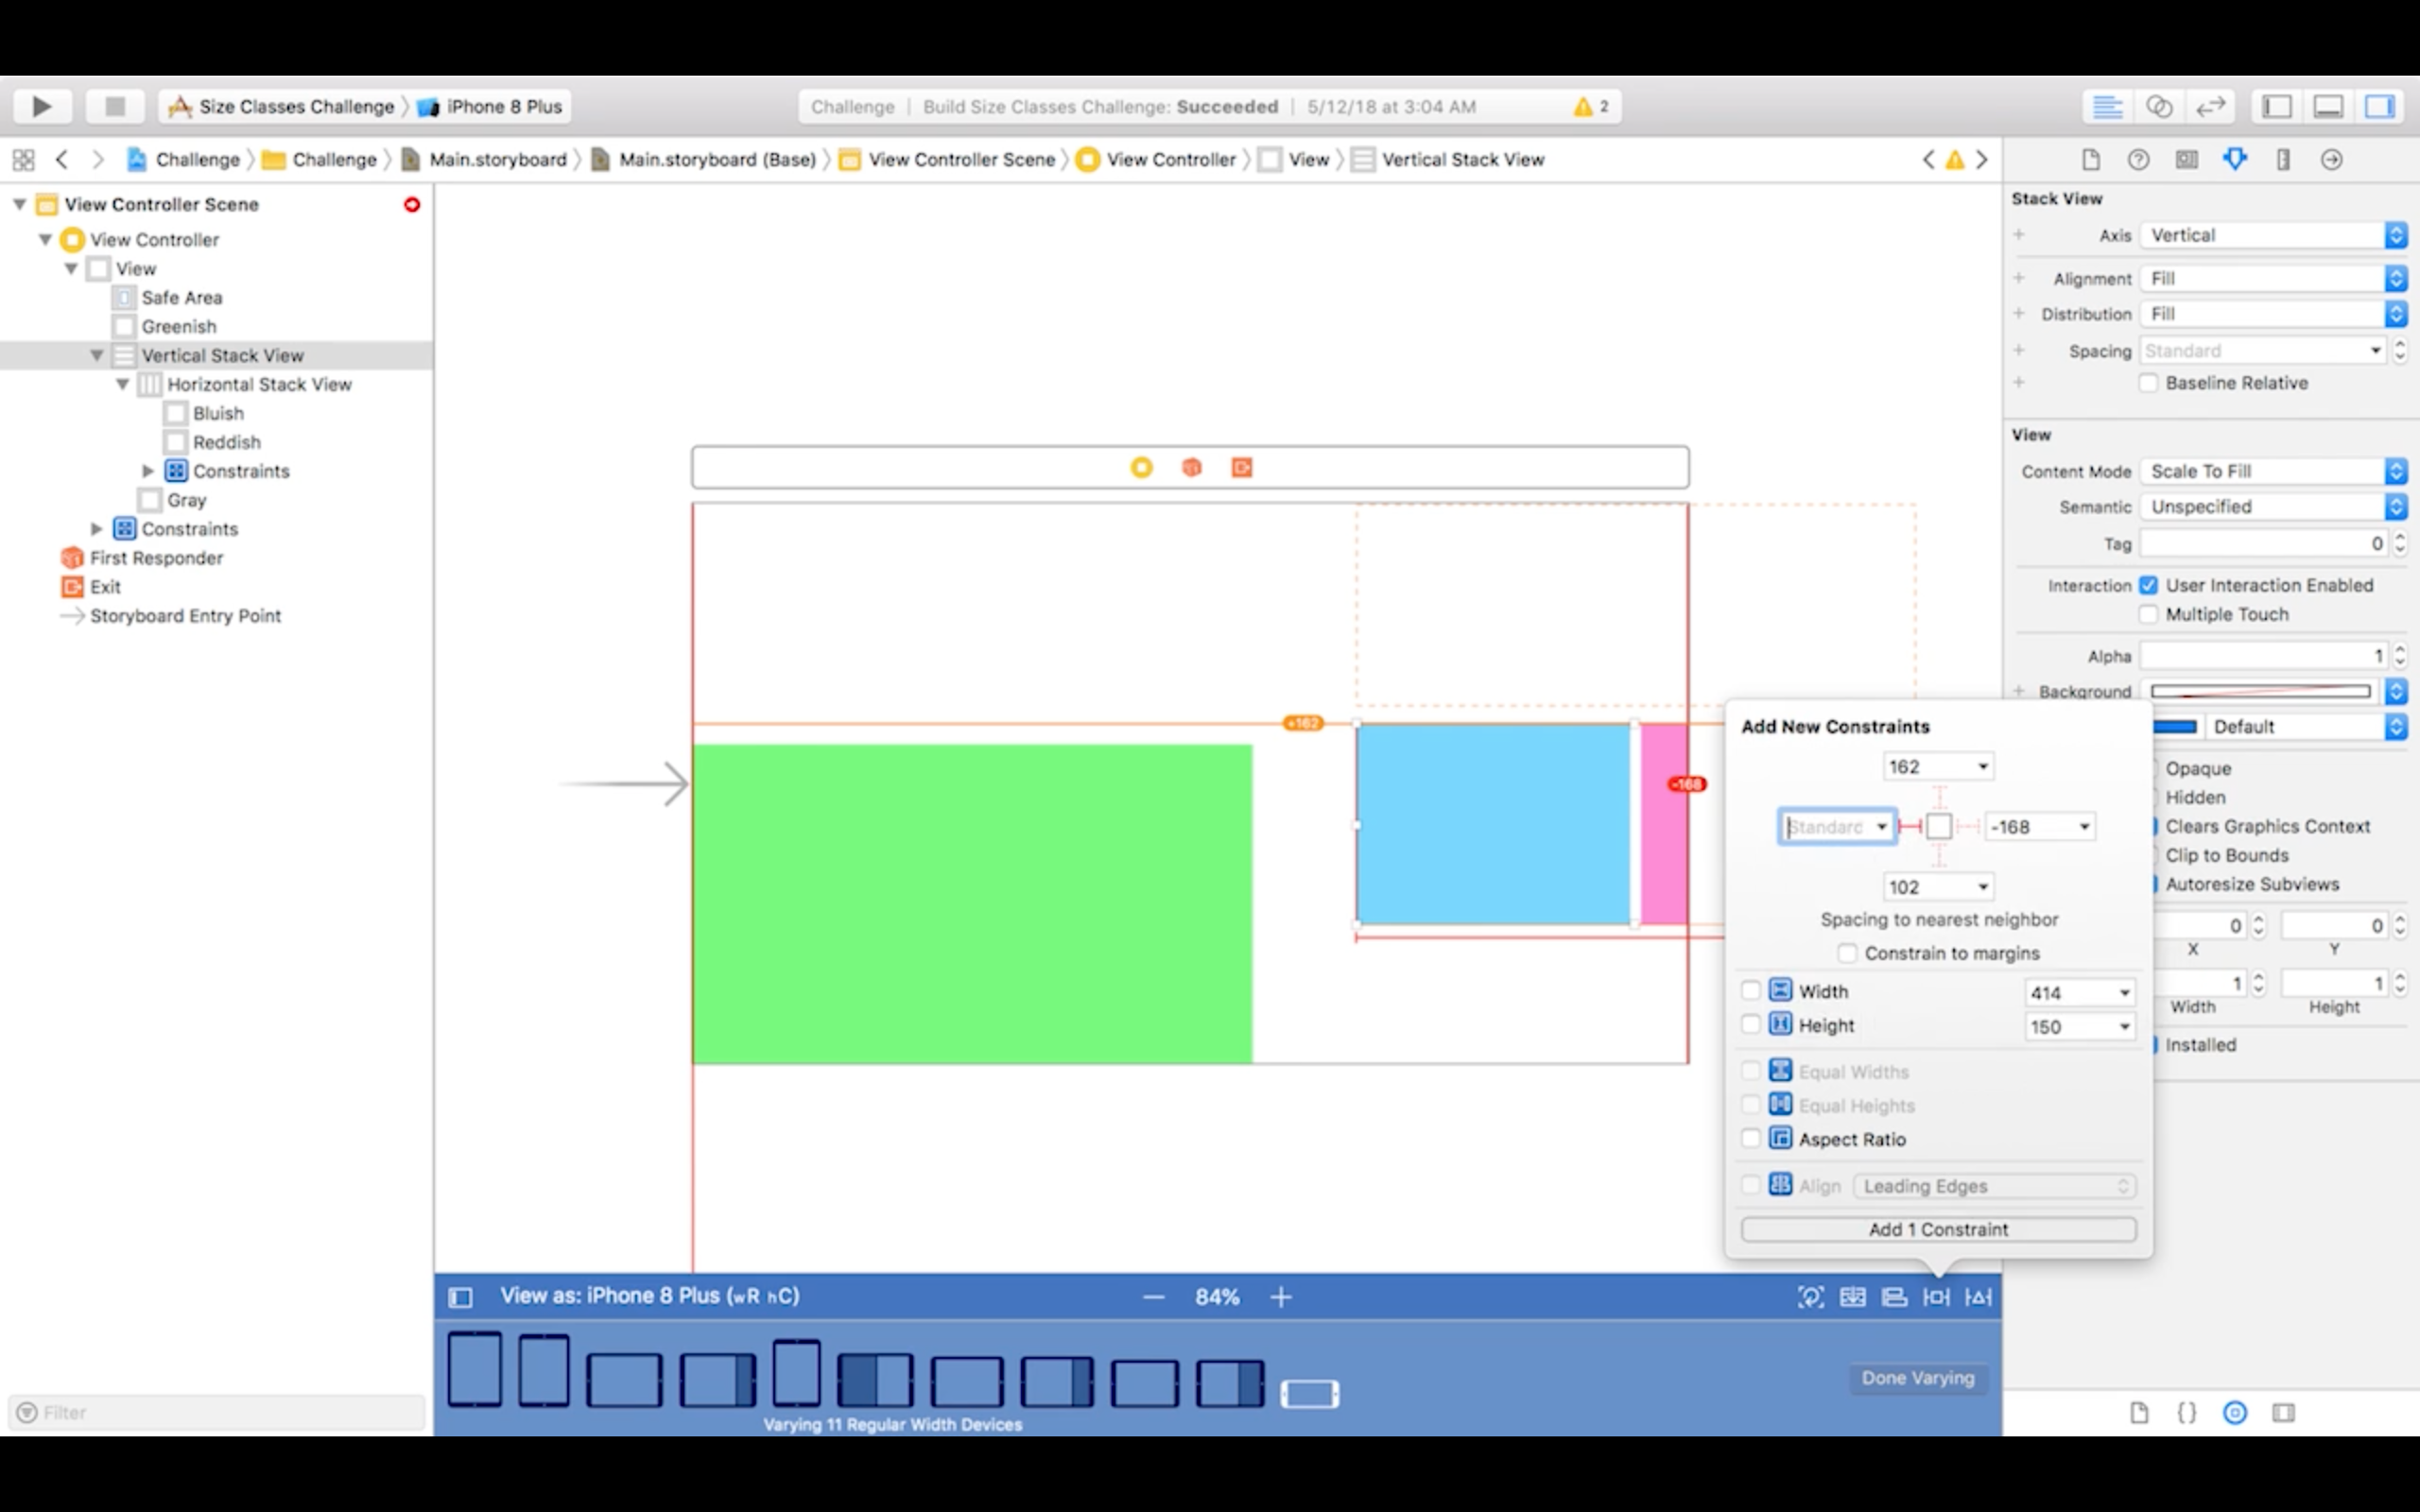 Size Classes Challenge 〉 iPhone 8 Plus
Challenge | Build Size Classes Challenge: Succeeded | 5/12/18 at 3:04 AM
2
Challenge 〉 Challenge 〉 Main.storyboard 〉 Main.storyboard (Base) 〉 View Controller Scene 〉 View Controller 〉 View 〉 Vertical Stack View
View Controller Scene
View Controller
View
Safe Area
Greenish
Vertical Stack View
Horizontal Stack View
Bluish
Reddish
Constraints
Gray
Constraints
First Responder
Exit
Storyboard Entry Point
Filter
+162
-168
View as: iPhone 8 Plus (wR hC)
84%
Varying 11 Regular Width Devices
Done Varying
Stack View
Axis Vertical
Alignment Fill
Distribution Fill
Spacing Standard
Baseline Relative
View
Content Mode Scale To Fill
Semantic Unspecified
Tag 0
Interaction User Interaction Enabled
Multiple Touch
Alpha 1
Background
Default
Opaque
Hidden
Clears Graphics Context
Clip to Bounds
Autoresize Subviews
0 0
X Y
1 1
Width Height
Installed
Add New Constraints
162
Standard -168
102
Spacing to nearest neighbor
Constrain to margins
Width 414
Height 150
Equal Widths
Equal Heights
Aspect Ratio
Align Leading Edges
Add 1 Constraint